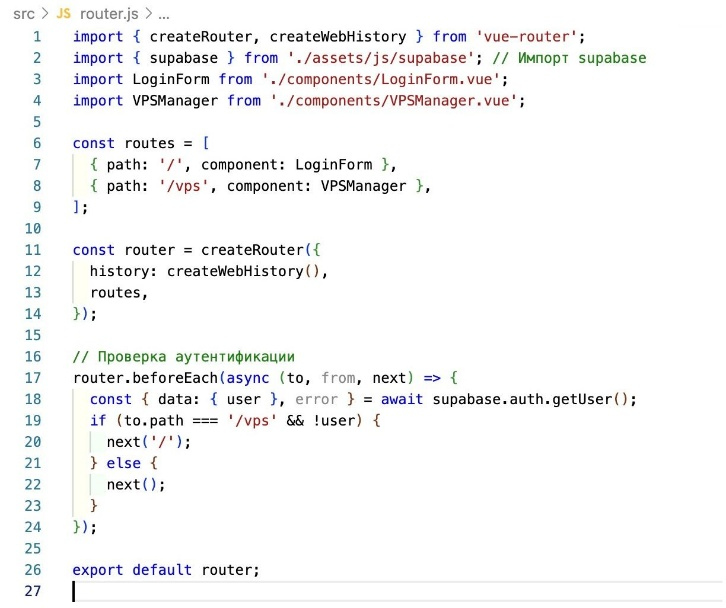 src > JS router.js > ...
1 import { createRouter, createWebHistory } from 'vue-router';
2 import { supabase } from './assets/js/supabase'; // Импорт supabase
3 import LoginForm from './components/LoginForm.vue';
4 import VPSManager from './components/VPSManager.vue';
5
6 const routes = [
7   { path: '/', component: LoginForm },
8   { path: '/vps', component: VPSManager },
9 ];
10
11 const router = createRouter({
12   history: createWebHistory(),
13   routes,
14 });
15
16 // Проверка аутентификации
17 router.beforeEach(async (to, from, next) => {
18   const { data: { user }, error } = await supabase.auth.getUser();
19   if (to.path === '/vps' && !user) {
20     next('/');
21   } else {
22     next();
23   }
24 });
25
26 export default router;
27